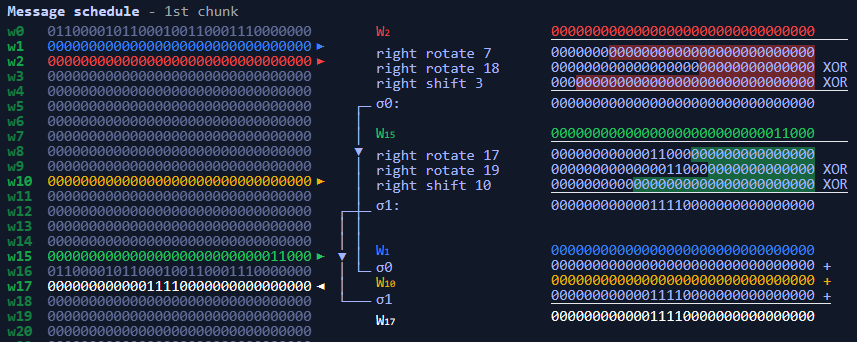 Message schedule - 1st chunk
w0 01100001011000100110001110000000
w1 00000000000000000000000000000000 ►
w2 00000000000000000000000000000000 ►
w3 00000000000000000000000000000000
w4 00000000000000000000000000000000
w5 00000000000000000000000000000000
w6 00000000000000000000000000000000
w7 00000000000000000000000000000000
w8 00000000000000000000000000000000
w9 00000000000000000000000000000000
w10 00000000000000000000000000000000 ►
w11 00000000000000000000000000000000
w12 00000000000000000000000000000000
w13 00000000000000000000000000000000
w14 00000000000000000000000000000000
w15 00000000000000000000000000011000 ►
w16 01100001011000100110001110000000
w17 00000000000011110000000000000000 ◄
w18 00000000000000000000000000000000
w19 00000000000000000000000000000000
w20 00000000000000000000000000000000
W₂ 00000000000000000000000000000000
right rotate 7 00000000000000000000000000000000
right rotate 18 00000000000000000000000000000000 XOR
right shift 3 00000000000000000000000000000000 XOR
σ0: 00000000000000000000000000000000
W₁₅ 00000000000000000000000000011000
right rotate 17 00000000000011000000000000000000
right rotate 19 00000000000000110000000000000000 XOR
right shift 10 00000000000000000000000000000000 XOR
σ1: 00000000000011110000000000000000
W₁ 00000000000000000000000000000000
σ0 00000000000000000000000000000000 +
W₁₀ 00000000000000000000000000000000 +
σ1 00000000000011110000000000000000 +
W₁₇ 00000000000011110000000000000000